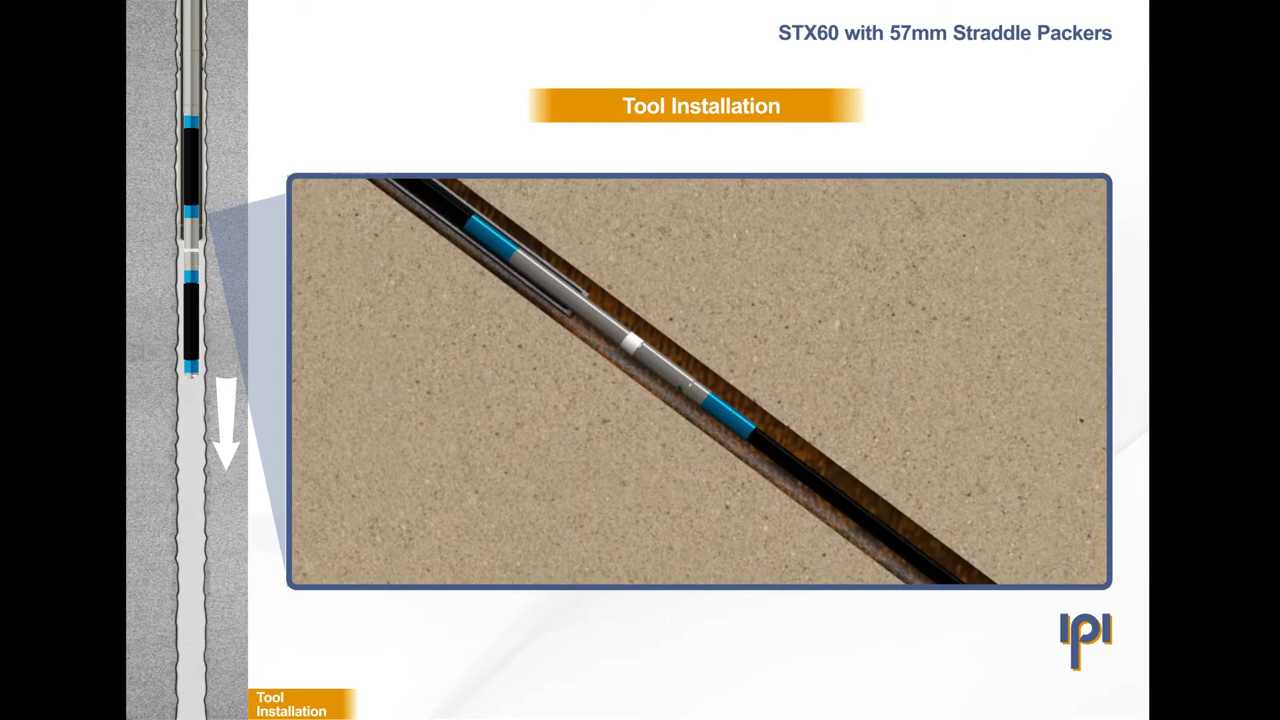 STX60 with 57mm Straddle Packers
Tool Installation
IPI
Tool
Installation